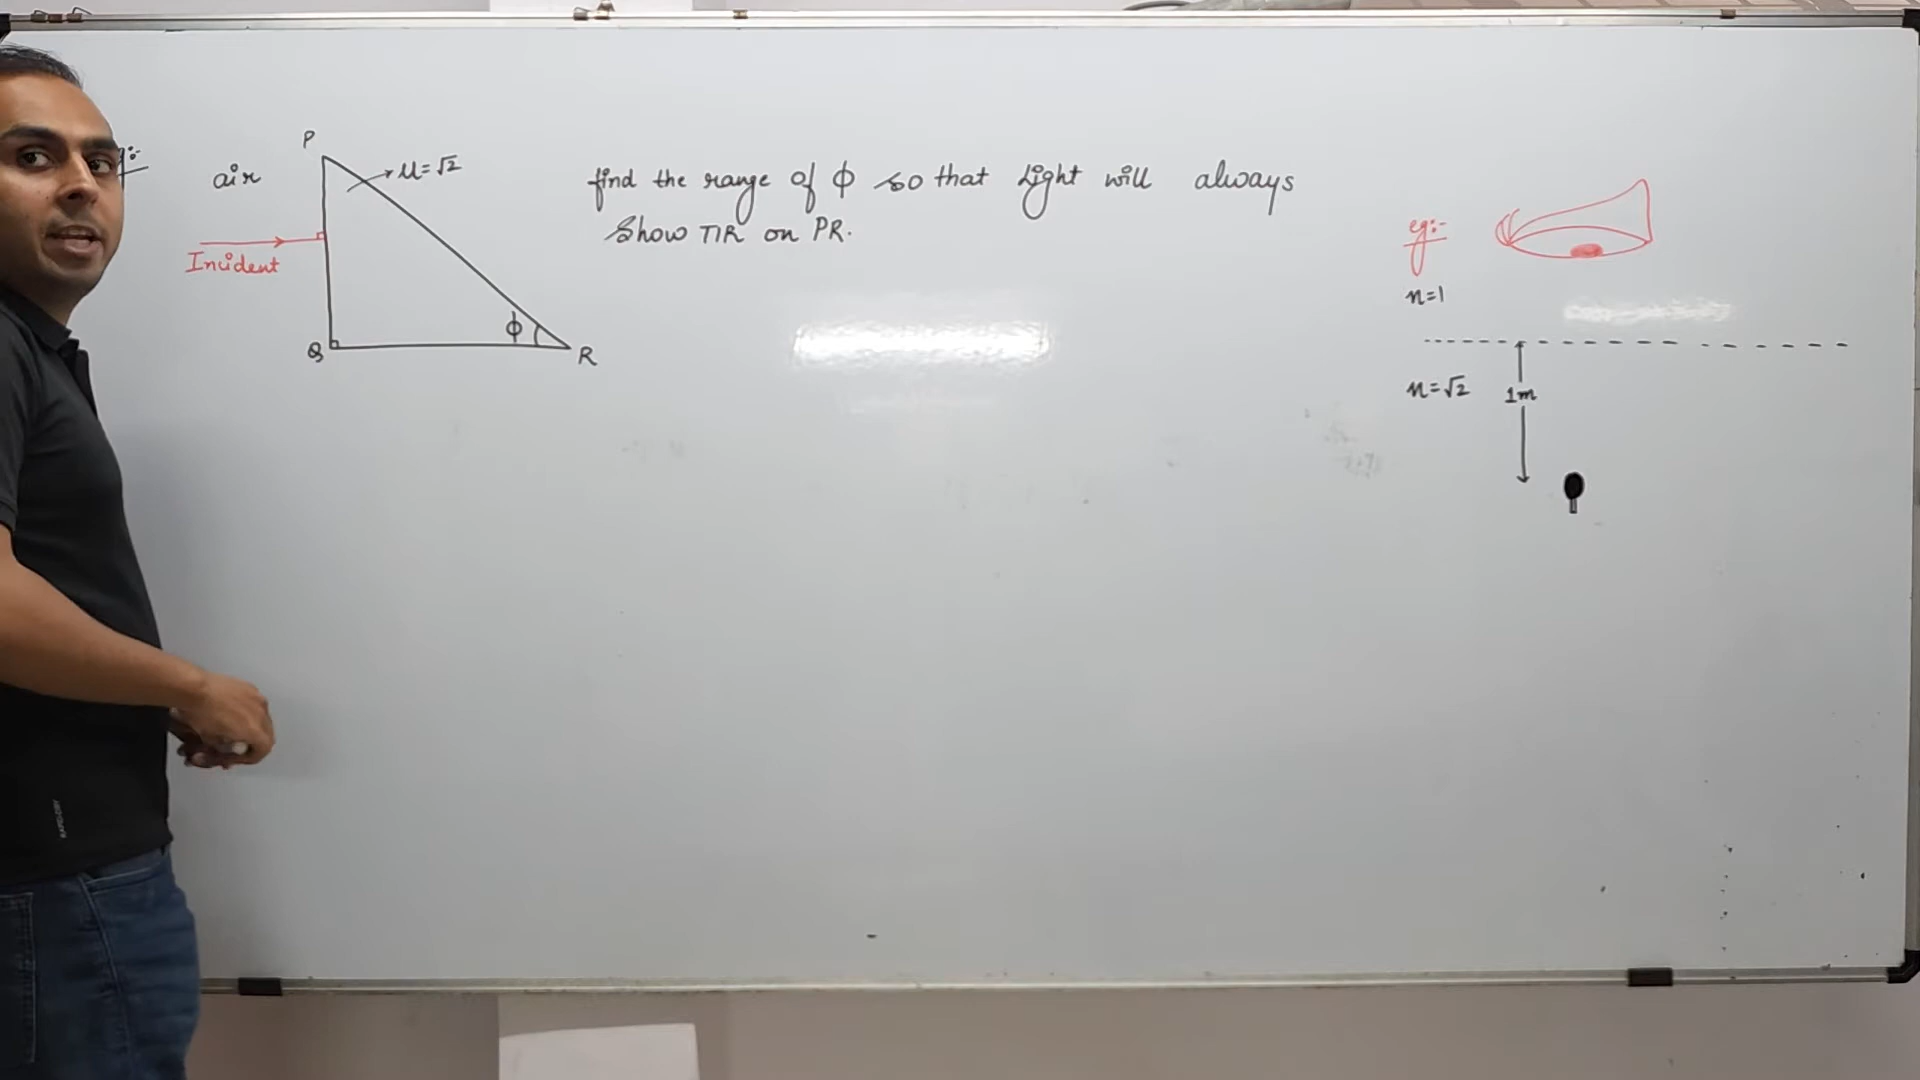 air
P
μ=√2
Incident
Q
ϕ
R
find the range of ϕ so that light will always
Show TIR on PR.
eg:-
n=1
n=√2
1m